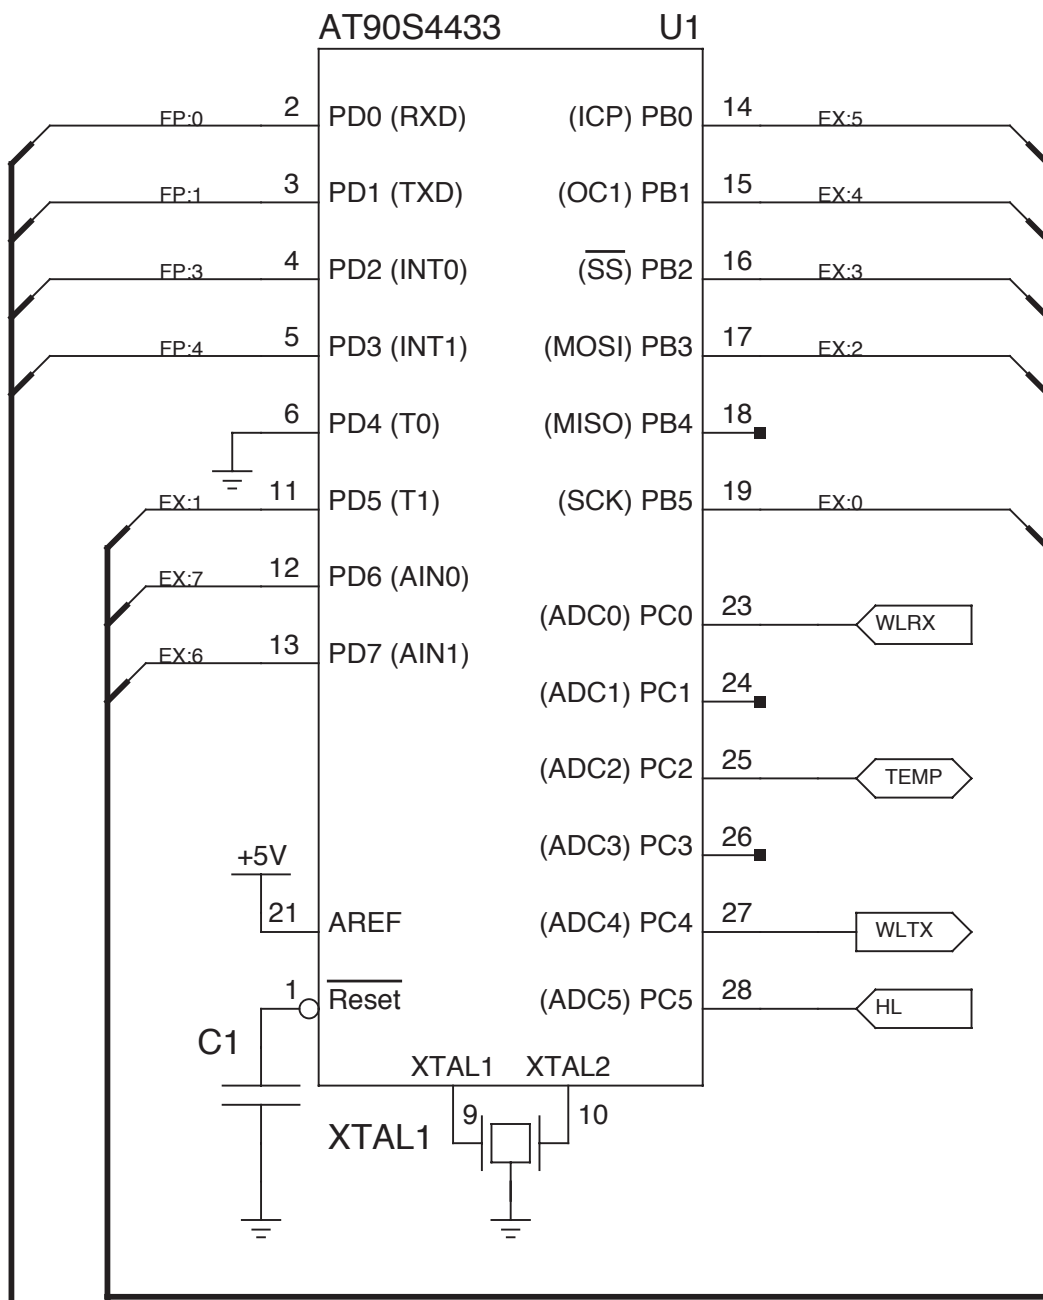 AT90S4433 U1
FP:0 2 PD0 (RXD) (ICP) PB0 14 EX:5
FP:1 3 PD1 (TXD) (OC1) PB1 15 EX:4
FP:3 4 PD2 (INT0) (SS) PB2 16 EX:3
FP:4 5 PD3 (INT1) (MOSI) PB3 17 EX:2
6 PD4 (T0) (MISO) PB4 18
EX:1 11 PD5 (T1) (SCK) PB5 19 EX:0
EX:7 12 PD6 (AIN0)
(ADC0) PC0 23 WLRX
EX:6 13 PD7 (AIN1)
(ADC1) PC1 24
(ADC2) PC2 25 TEMP
(ADC3) PC3 26
+5V
21 AREF (ADC4) PC4 27 WLTX
1 Reset (ADC5) PC5 28 HL
C1
XTAL1 XTAL2
9 10
XTAL1